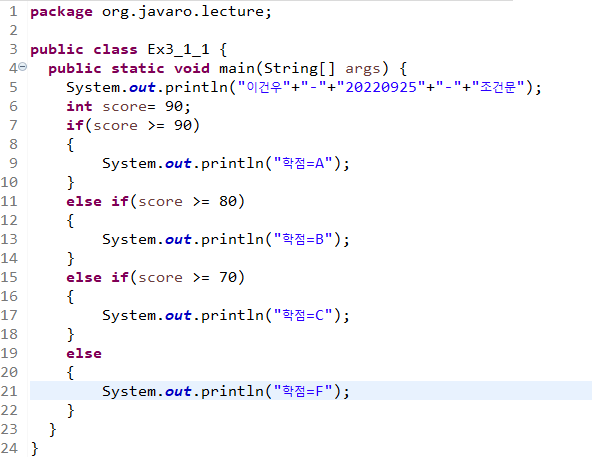 1 package org.javaro.lecture;
2
3 public class Ex3_1_1 {
4 public static void main(String[] args) {
5 System.out.println("이건우"+"-"+"20220925"+"-"+"조건문");
6 int score= 90;
7 if(score >= 90)
8 {
9 System.out.println("학점=A");
10 }
11 else if(score >= 80)
12 {
13 System.out.println("학점=B");
14 }
15 else if(score >= 70)
16 {
17 System.out.println("학점=C");
18 }
19 else
20 {
21 System.out.println("학점=F");
22 }
23 }
24 }